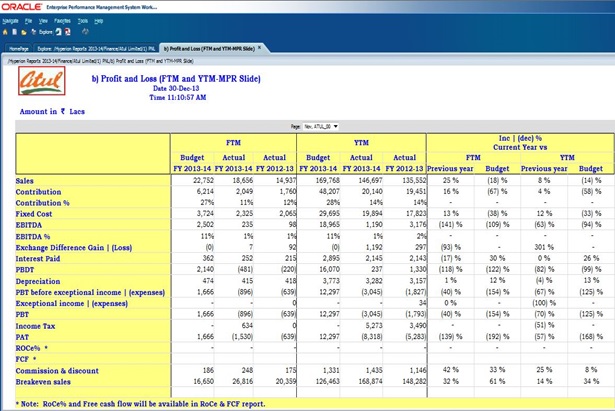 ORACLE Enterprise Performance Management System Work...
Navigate File View Favorites Tools Help
Explore:
HomePage Explore: /Hyperion Reports 2013-14/Finance/Atul Limited/1) PNL b) Profit and Loss (FTM and YTM-MPR Slide) ×
/Hyperion Reports 2013-14/Finance/Atul Limited/1) PNL/b) Profit and Loss (FTM and YTM-MPR Slide)
Atul
b) Profit and Loss (FTM and YTM-MPR Slide)
Date 30-Dec-13
Time 11:10:57 AM
Amount in ₹ Lacs
Page: Nov, ATUL_00
FTM YTM Inc | (dec) %
Current Year vs
FTM YTM
Budget Actual Actual Budget Actual Actual
FY 2013-14 FY 2013-14 FY 2012-13 FY 2013-14 FY 2013-14 FY 2012-13 Previous year Budget Previous year Budget
Sales 22,752 18,656 14,937 169,768 146,697 135,552 25 % (18) % 8 % (14) %
Contribution 6,214 2,049 1,760 48,207 20,140 19,451 16 % (67) % 4 % (58) %
Contribution % 27% 11% 12% 28% 14% 14% - - - -
Fixed Cost 3,724 2,325 2,065 29,695 19,894 17,823 13 % (38) % 12 % (33) %
EBITDA 2,502 235 98 18,965 1,190 3,176 (141) % (109) % (63) % (94) %
EBITDA % 11% 1% 1% 11% 1% 2% - - - -
Exchange Difference Gain | (Loss) (0) 7 92 (0) 1,192 297 (93) % - 301 % -
Interest Paid 362 252 215 2,895 2,145 2,143 (17) % 30 % 0 % 26 %
PBDT 2,140 (481) (220) 16,070 237 1,330 (118) % (122) % (82) % (99) %
Depreciation 474 415 418 3,773 3,282 3,157 1 % 12 % (4) % 13 %
PBT before exceptional income | (expenses) 1,666 (896) (639) 12,297 (3,045) (1,827) (40) % (154) % (67) % (125) %
Exceptional income | (expenses) - - 0 - - 34 0 % - (100) % -
PBT 1,666 (896) (639) 12,297 (3,045) (1,793) (40) % (154) % (70) % (125) %
Income Tax - 634 0 - 5,273 3,490 - - (51) % -
PAT 1,666 (1,530) (639) 12,297 (8,318) (5,283) (139) % (192) % (57) % (168) %
ROCe% * - - - - - - - - - -
FCF *
Commission & discount 186 248 175 1,331 1,435 1,146 42 % 33 % 25 % 8 %
Breakeven sales 16,650 26,816 20,359 126,463 168,874 148,282 32 % 61 % 14 % 34 %
* Note: RoCe% and Free cash flow will be available in RoCe & FCF report.